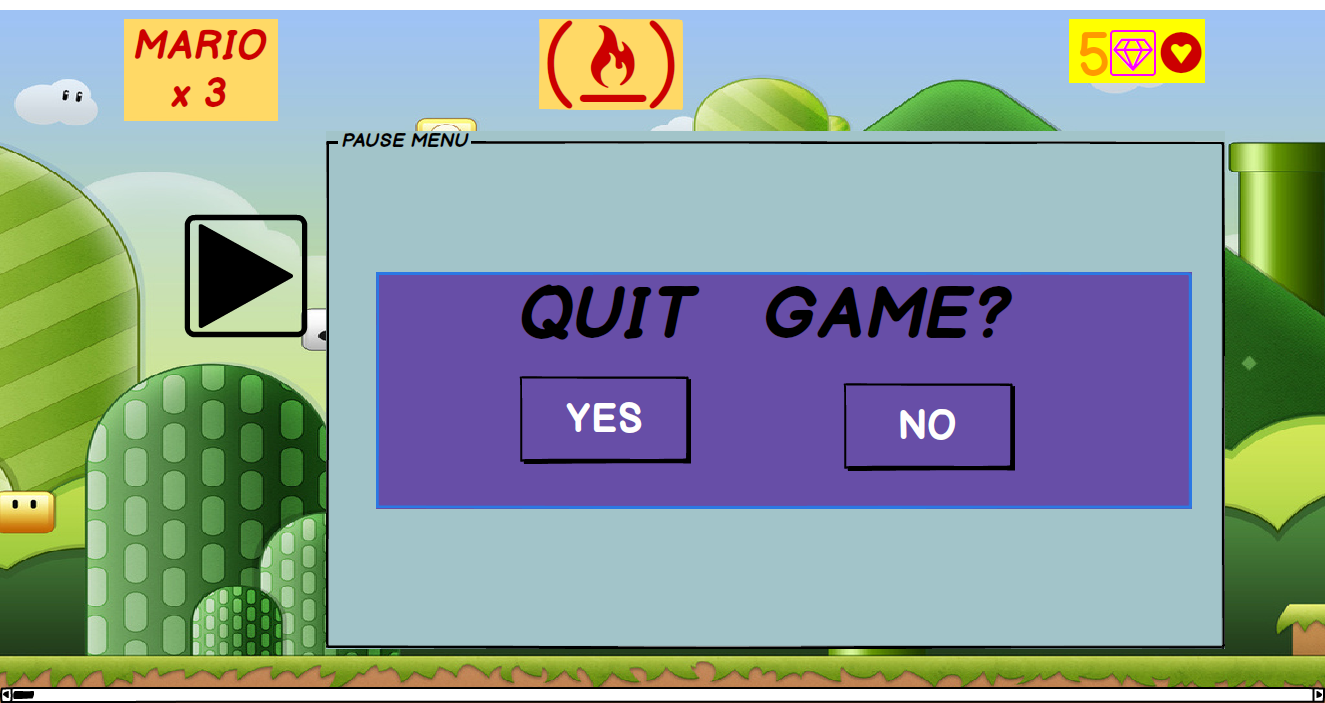 MARIO
x 3
5
PAUSE MENU
QUIT GAME?
YES
NO